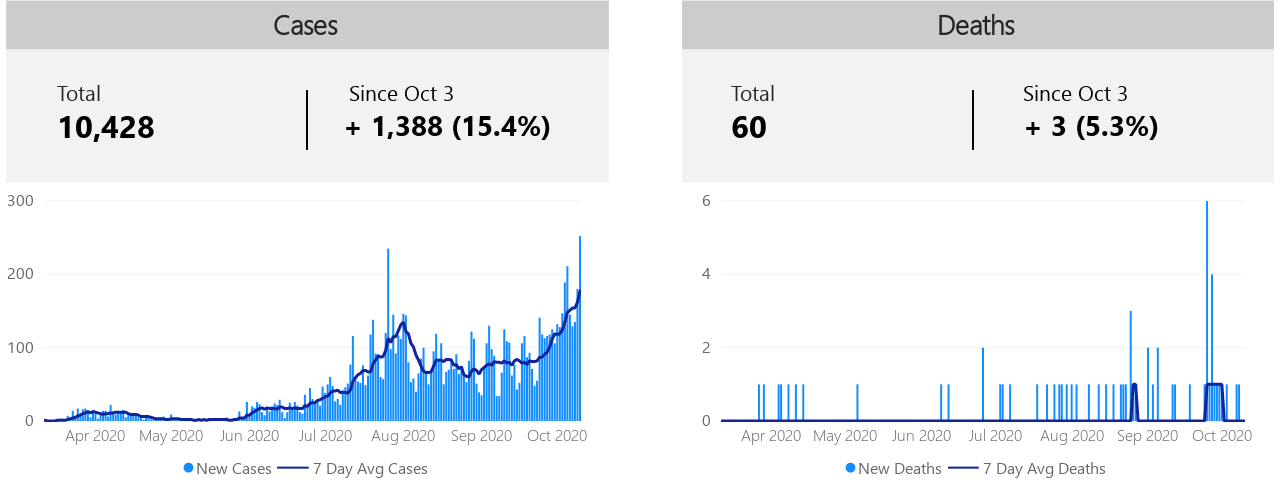 Cases
Total
10,428
Since Oct 3
+ 1,388 (15.4%)
300
200
100
0
Apr 2020 May 2020 Jun 2020 Jul 2020 Aug 2020 Sep 2020 Oct 2020
New Cases 7 Day Avg Cases
Deaths
Total
60
Since Oct 3
+ 3 (5.3%)
6
4
2
0
Apr 2020 May 2020 Jun 2020 Jul 2020 Aug 2020 Sep 2020 Oct 2020
New Deaths 7 Day Avg Deaths